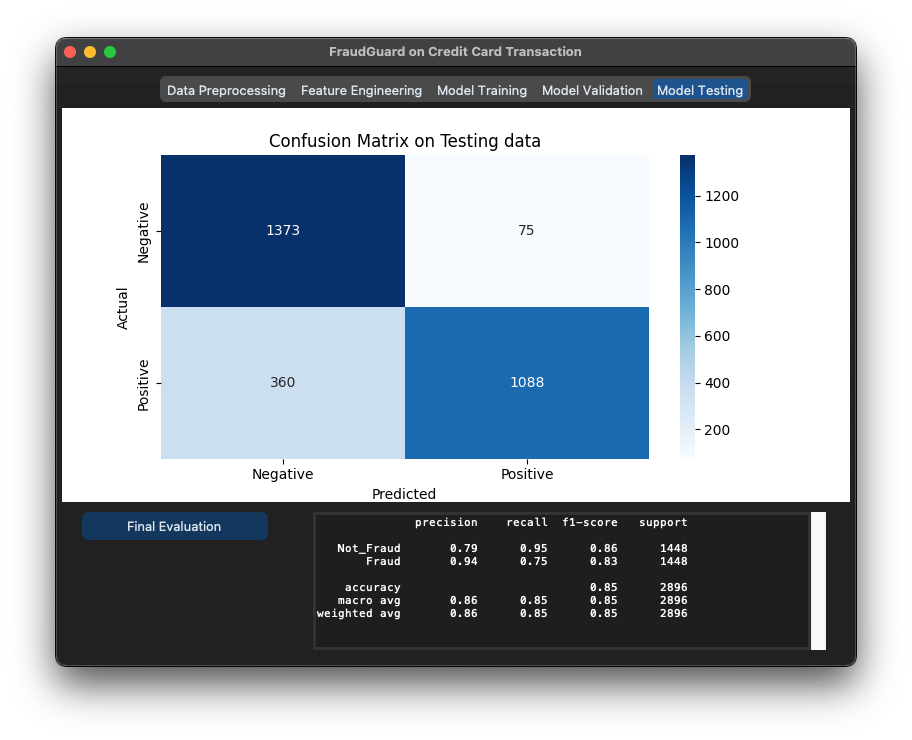 FraudGuard on Credit Card Transaction
Data Preprocessing Feature Engineering Model Training Model Validation Model Testing
Confusion Matrix on Testing data
Negative
Positive
Actual
1373
75
360
1088
Negative
Positive
Predicted
1200
1000
800
600
400
200
Final Evaluation
precision recall f1-score support
Not_Fraud 0.79 0.95 0.86 1448
Fraud 0.94 0.75 0.83 1448
accuracy 0.85 2896
macro avg 0.86 0.85 0.85 2896
weighted avg 0.86 0.85 0.85 2896